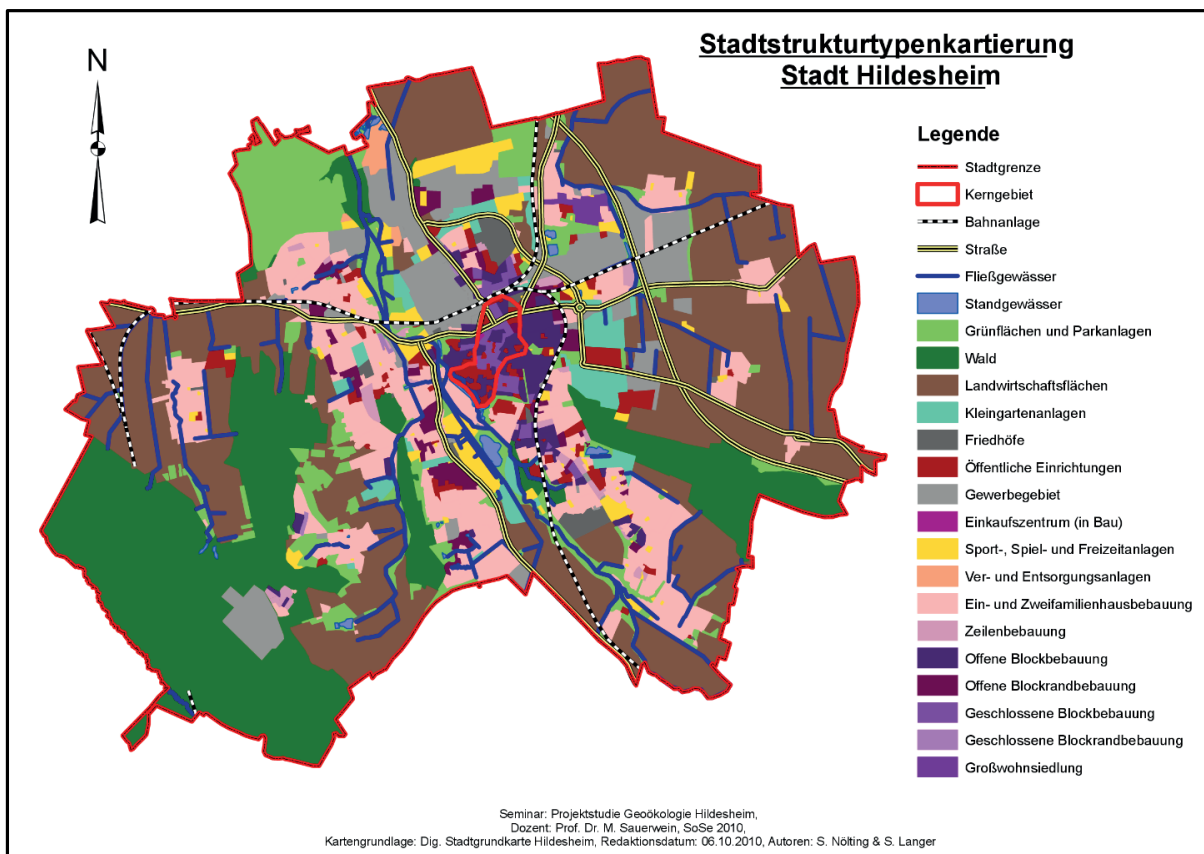 Stadtstrukturtypenkartierung
Stadt Hildesheim
N
Legende
Stadtgrenze
Kerngebiet
Bahnanlage
Straße
Fließgewässer
Standgewässer
Grünflächen und Parkanlagen
Wald
Landwirtschaftsflächen
Kleingartenanlagen
Friedhöfe
Öffentliche Einrichtungen
Gewerbegebiet
Einkaufszentrum (in Bau)
Sport-, Spiel- und Freizeitanlagen
Ver- und Entsorgungsanlagen
Ein- und Zweifamilienhausbebauung
Zeilenbebauung
Offene Blockbebauung
Offene Blockrandbebauung
Geschlossene Blockbebauung
Geschlossene Blockrandbebauung
Großwohnsiedlung
Seminar: Projektstudie Geoökologie Hildesheim,
Dozent: Prof. Dr. M. Sauerwein, SoSe 2010,
Kartengrundlage: Dig. Stadtgrundkarte Hildesheim, Redaktionsdatum: 06.10.2010, Autoren: S. Nölting & S. Langer